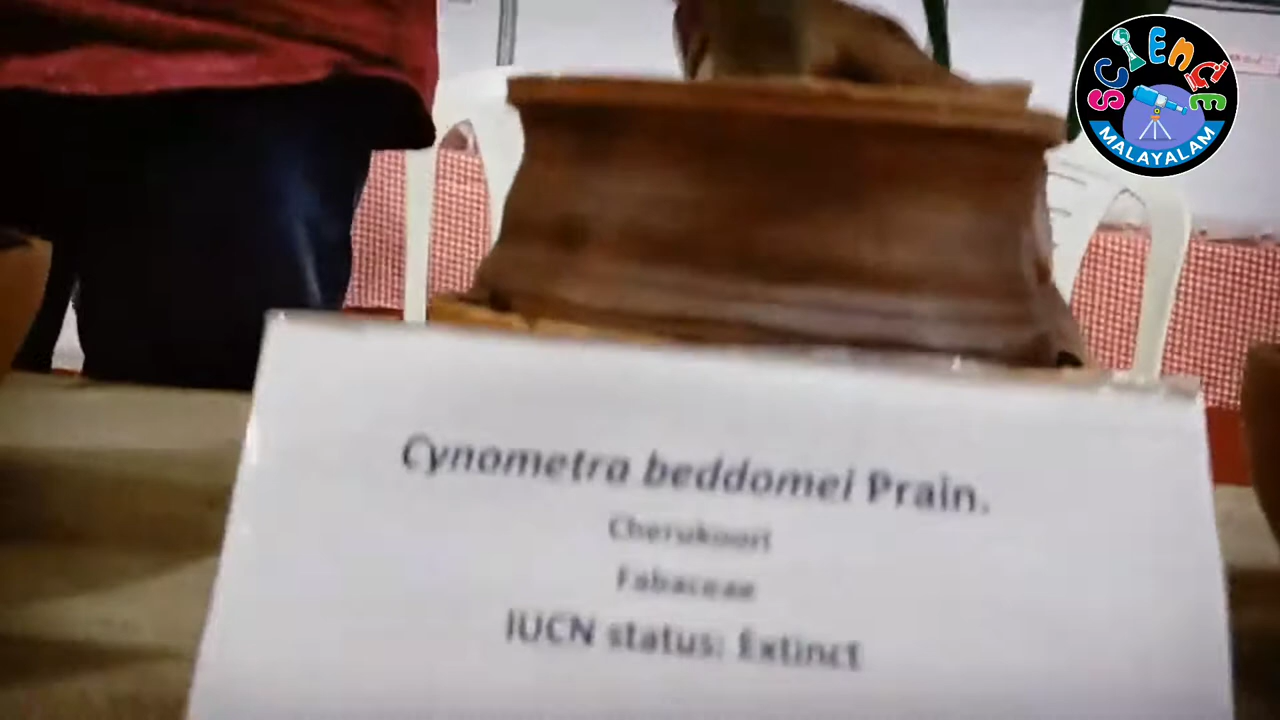 SCIENCE
MALAYALAM
Cynometra beddomei Prain.
Cherukoori
Fabaceae
IUCN status: Extinct